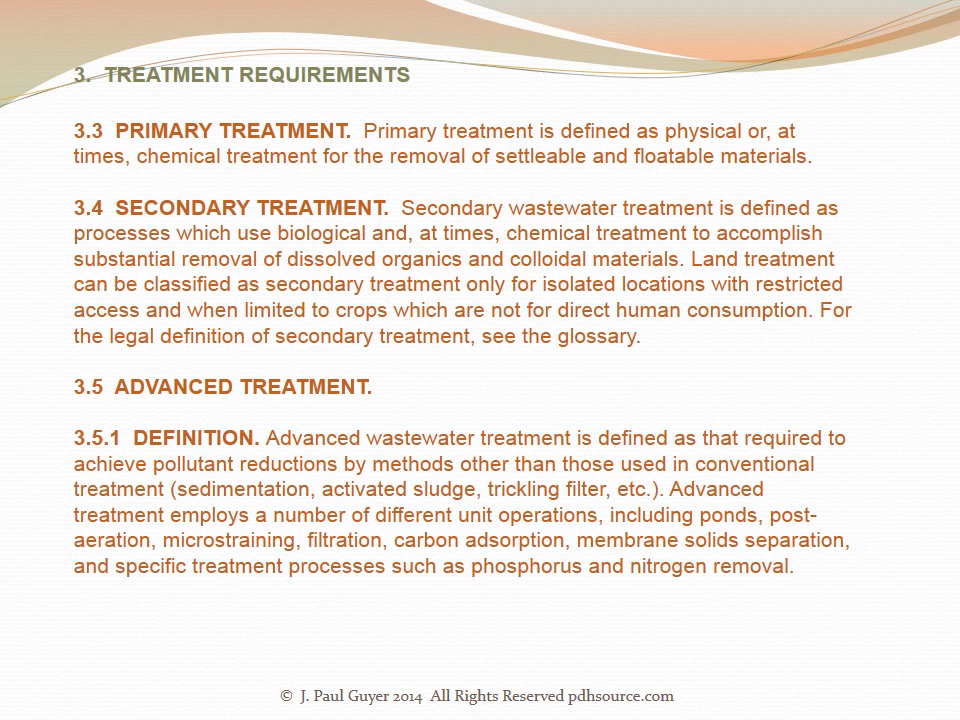 3. TREATMENT REQUIREMENTS
3.3 PRIMARY TREATMENT. Primary treatment is defined as physical or, at
times, chemical treatment for the removal of settleable and floatable materials.
3.4 SECONDARY TREATMENT. Secondary wastewater treatment is defined as
processes which use biological and, at times, chemical treatment to accomplish
substantial removal of dissolved organics and colloidal materials. Land treatment
can be classified as secondary treatment only for isolated locations with restricted
access and when limited to crops which are not for direct human consumption. For
the legal definition of secondary treatment, see the glossary.
3.5 ADVANCED TREATMENT.
3.5.1 DEFINITION. Advanced wastewater treatment is defined as that required to
achieve pollutant reductions by methods other than those used in conventional
treatment (sedimentation, activated sludge, trickling filter, etc.). Advanced
treatment employs a number of different unit operations, including ponds, post-
aeration, microstraining, filtration, carbon adsorption, membrane solids separation,
and specific treatment processes such as phosphorus and nitrogen removal.
© J. Paul Guyer 2014 All Rights Reserved pdhsource.com